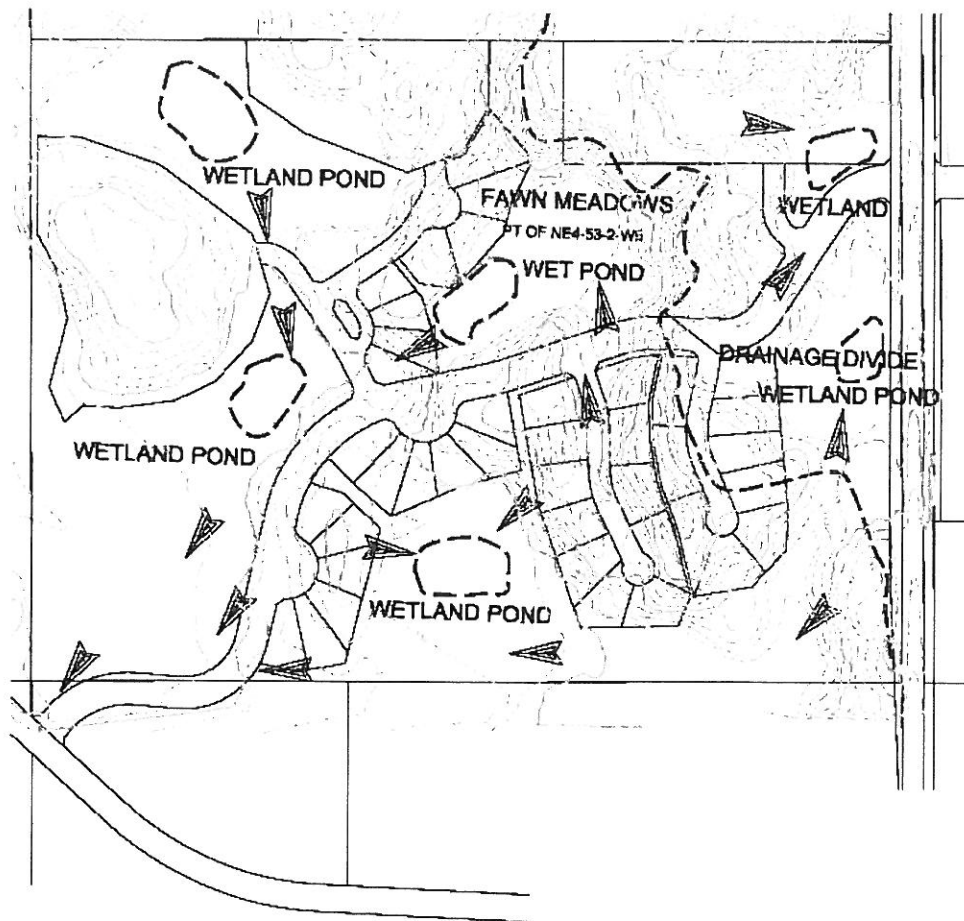 WETLAND POND
FAWN MEADOWS
PT OF NE4-53-2-W5
WETLAND
WET POND
DRAINAGE DIVIDE
WETLAND POND
WETLAND POND
WETLAND POND